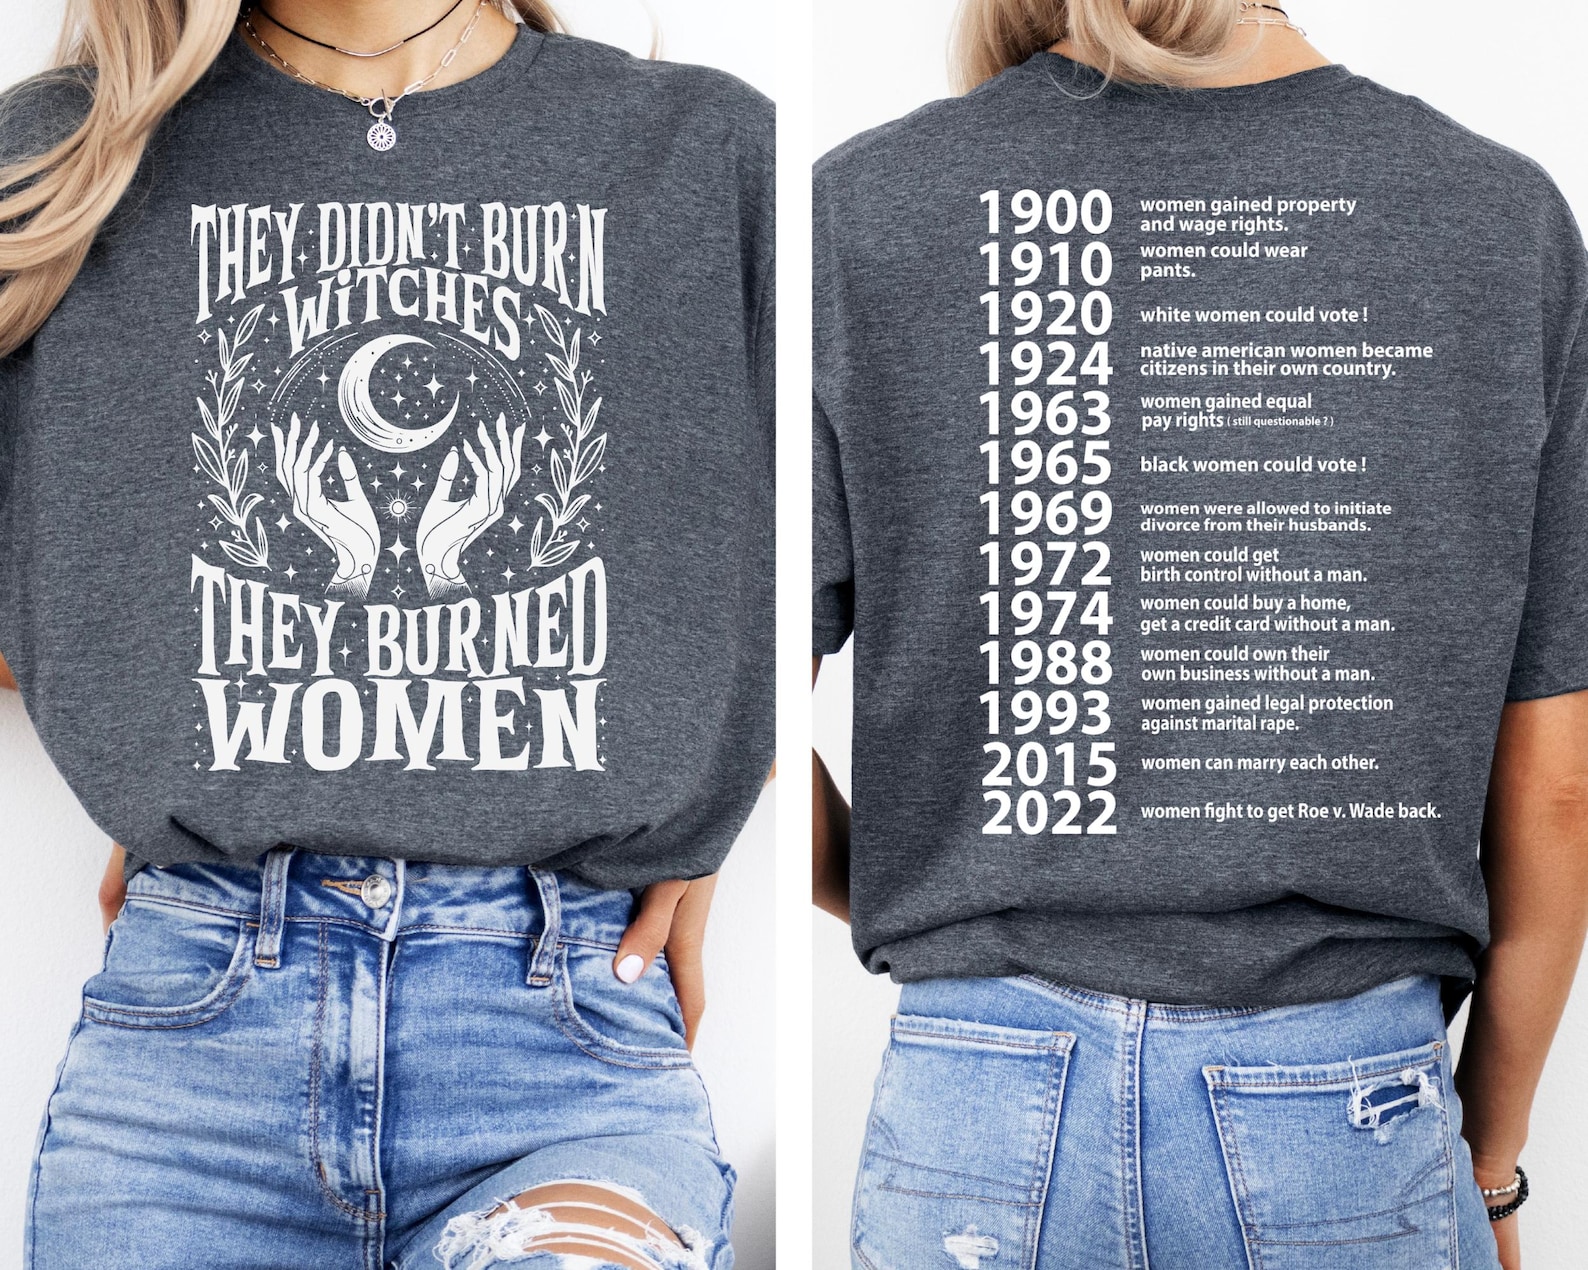 THEY DIDN'T BURN
WiTCHES
THEY BURNED
WOMEN
1900 women gained property
and wage rights.
1910 women could wear
pants.
1920 white women could vote !
1924 native american women became
citizens in their own country.
1963 women gained equal
pay rights ( still questionable ? )
1965 black women could vote !
1969 women were allowed to initiate
divorce from their husbands.
1972 women could get
birth control without a man.
1974 women could buy a home,
get a credit card without a man.
1988 women could own their
own business without a man.
1993 women gained legal protection
against marital rape.
2015 women can marry each other.
2022 women fight to get Roe v. Wade back.